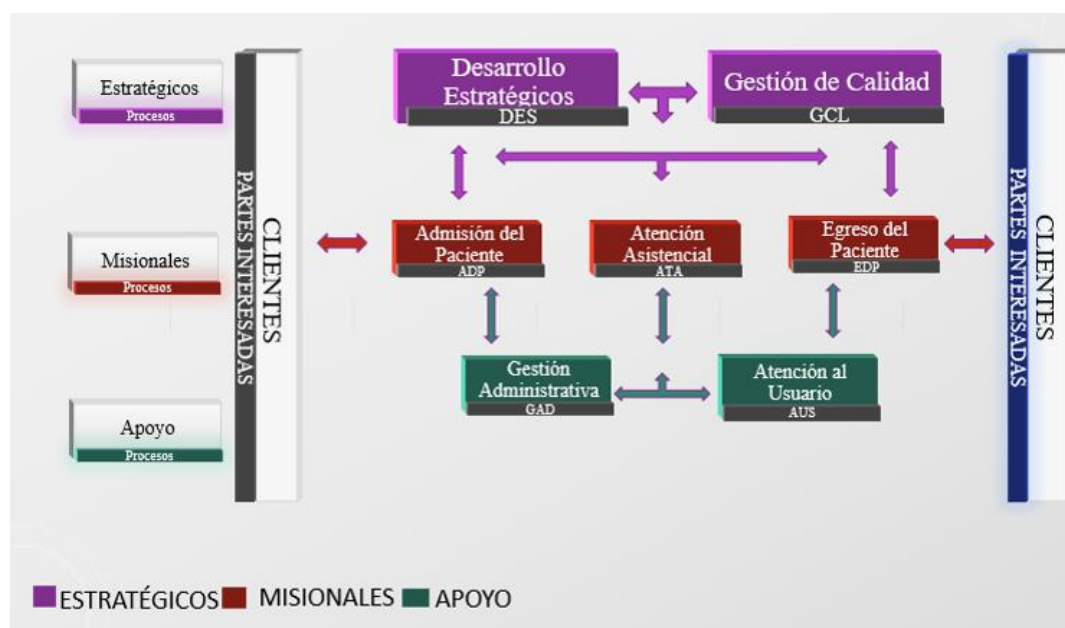 Estratégicos
Procesos
Misionales
Procesos
Apoyo
Procesos
PARTES INTERESADAS
CLIENTES
Desarrollo
Estratégicos
DES
Gestión de Calidad
GCL
Admisión del
Paciente
ADP
Atención
Asistencial
ATA
Egreso del
Paciente
EDP
Gestión
Administrativa
GAD
Atención al
Usuario
AUS
PARTES INTERESADAS
CLIENTES
ESTRATÉGICOS
MISIONALES
APOYO